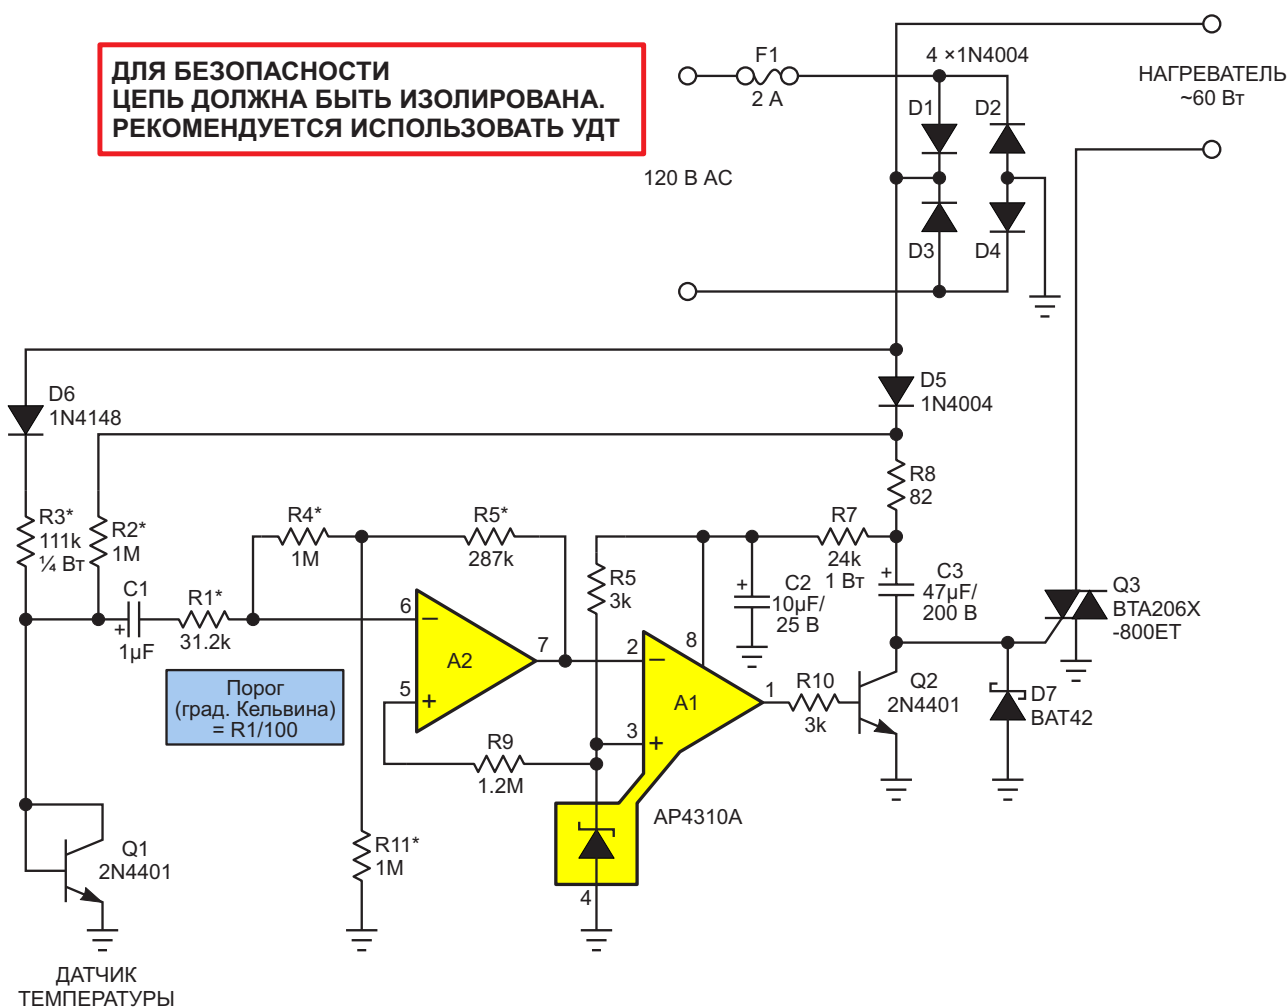 ДЛЯ БЕЗОПАСНОСТИ
ЦЕПЬ ДОЛЖНА БЫТЬ ИЗОЛИРОВАНА.
РЕКОМЕНДУЕТСЯ ИСПОЛЬЗОВАТЬ УДТ
F1
2 A
4 ×1N4004
НАГРЕВАТЕЛЬ
~60 Вт
D1
D2
120 В AC
D3
D4
D6
1N4148
D5
1N4004
R8
82
R3*
111k
¼ Вт
R2*
1M
R4*
1M
R5*
287k
R7
24k
1 Вт
R5
3k
+
C2
10µF/
25 В
+
C3
47µF/
200 В
Q3
BTA206X
-800ET
C1
+
1µF
R1*
31.2k
6
−
A2
7
5
+
2
−
8
A1
1
3
+
R10
3k
Q2
2N4401
D7
BAT42
Порог
(град. Кельвина)
= R1/100
R9
1.2M
AP4310A
R11*
1M
4
Q1
2N4401
ДАТЧИК
ТЕМПЕРАТУРЫ